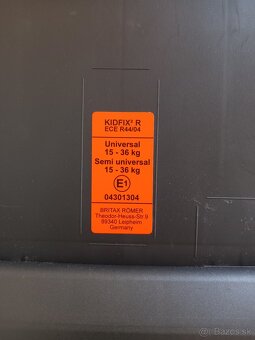 KIDFIX² R
ECE R44/04
Universal
15 - 36 kg
Semi universal
15 - 36 kg
E1
04301304
BRITAX RÖMER
Theodor-Heuss-Str.9
89340 Leipheim
Germany
Bazos.sk